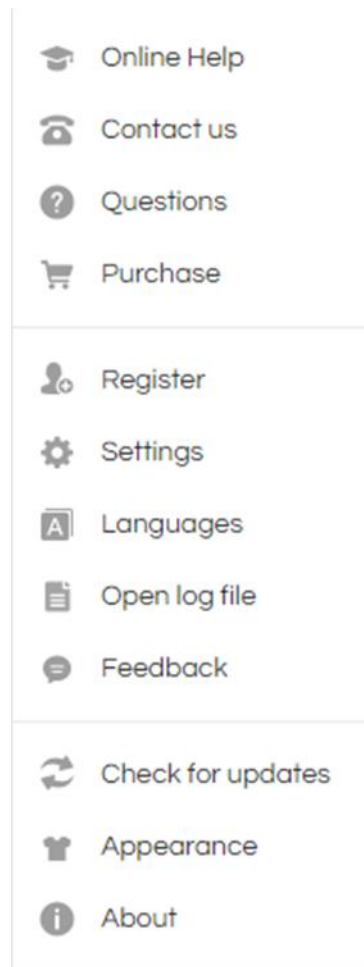 Online Help
Contact us
Questions
Purchase
Register
Settings
Languages
Open log file
Feedback
Check for updates
Appearance
About